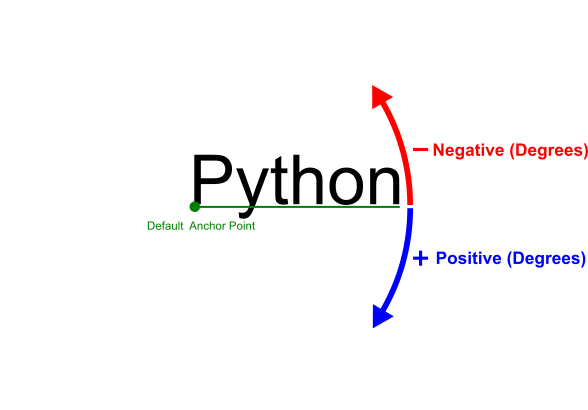 − Negative (Degrees)
Python
Default Anchor Point
+ Positive (Degrees)